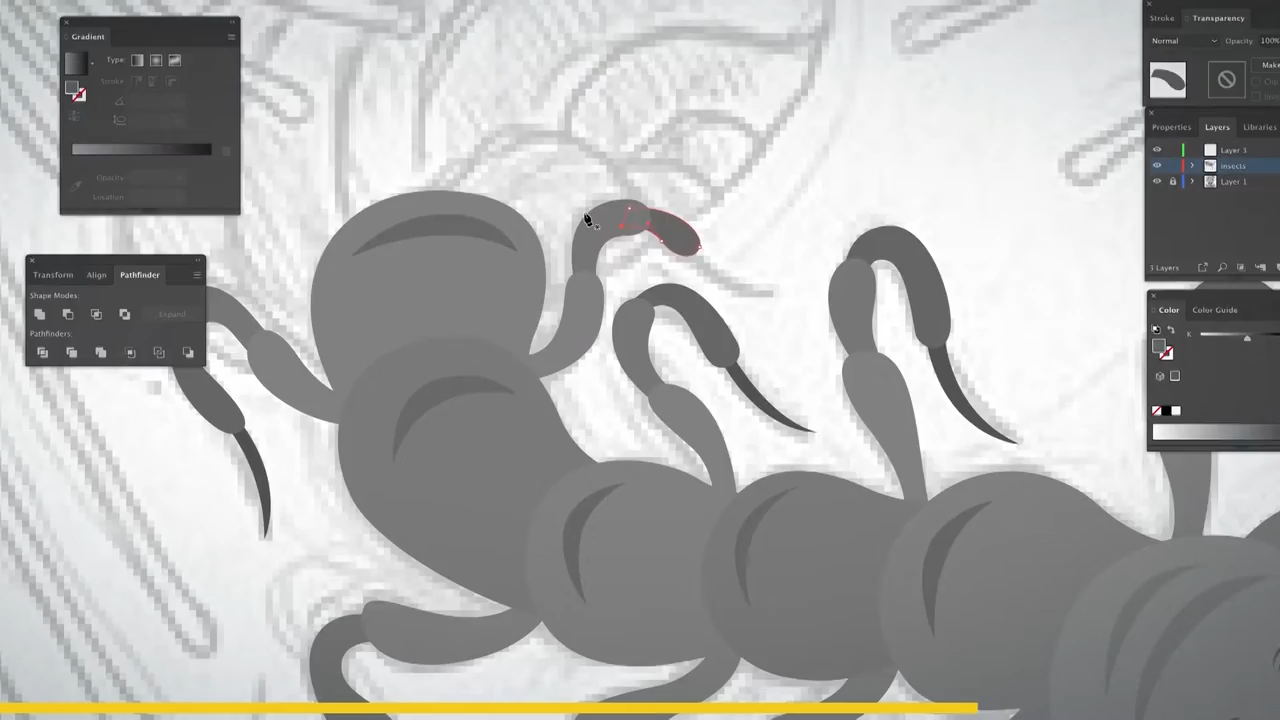 Gradient
Type:
Stroke:
Opacity
Location:
Transform Align Pathfinder
Shape Modes:
Expand
Pathfinders:
Stroke Transparency
Normal Opacity: 100%
Make
Properties Layers Libraries
Layer 3
insects
Layer 1
3 Layers
Color Color Guide
K